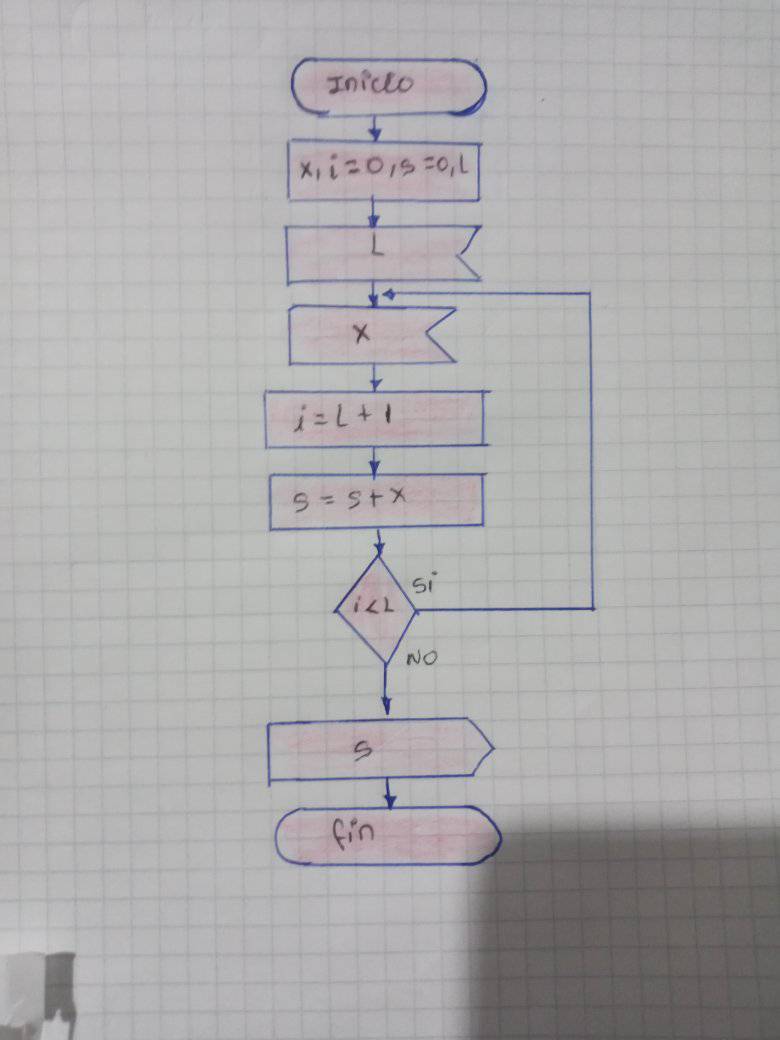 Inicio
x, i=0, s=0, L
L
x
i = L + 1
s = s + x
i < L
Si
NO
s
fin